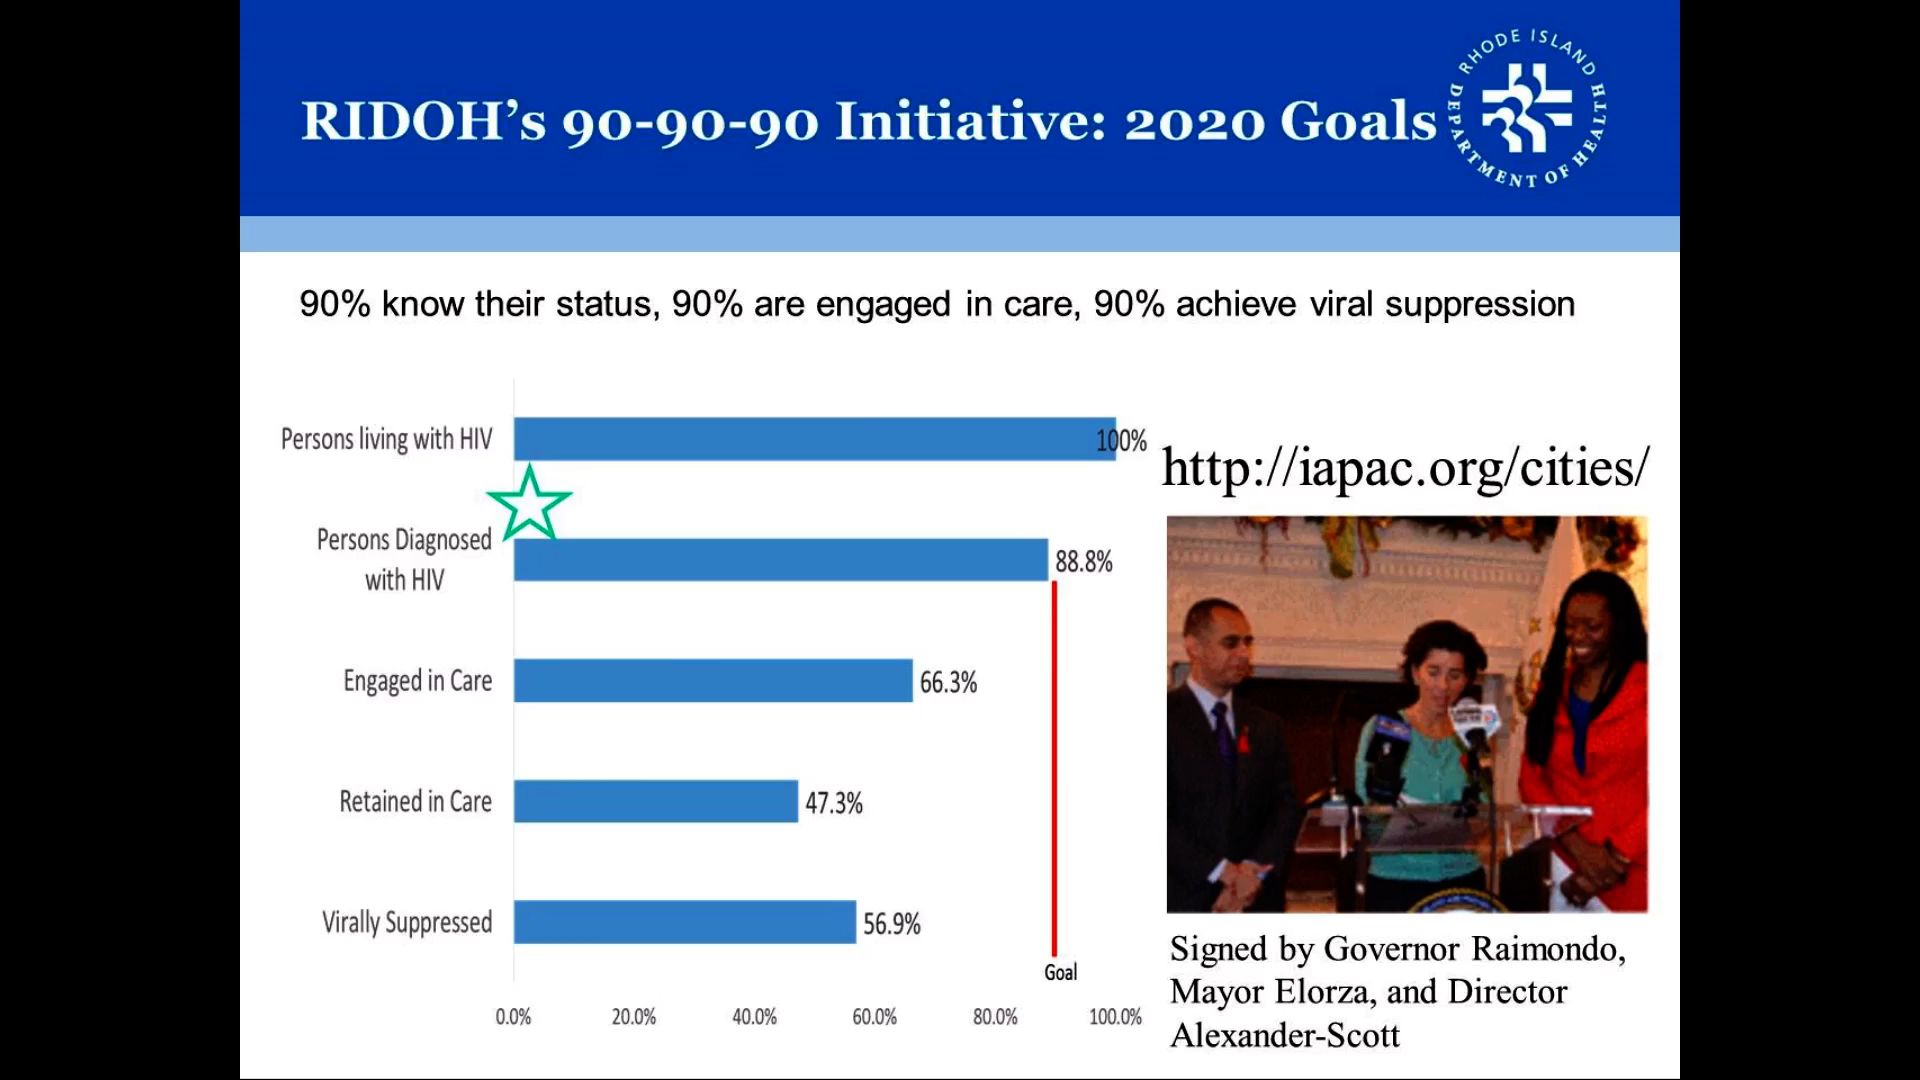 RIDOH's 90-90-90 Initiative: 2020 Goals
RHODE ISLAND
DEPARTMENT OF HEALTH
90% know their status, 90% are engaged in care, 90% achieve viral suppression
Persons living with HIV
100%
Persons Diagnosed
with HIV
88.8%
Engaged in Care
66.3%
Retained in Care
47.3%
Virally Suppressed
56.9%
Goal
0.0%
20.0%
40.0%
60.0%
80.0%
100.0%
http://iapac.org/cities/
Signed by Governor Raimondo,
Mayor Elorza, and Director
Alexander-Scott